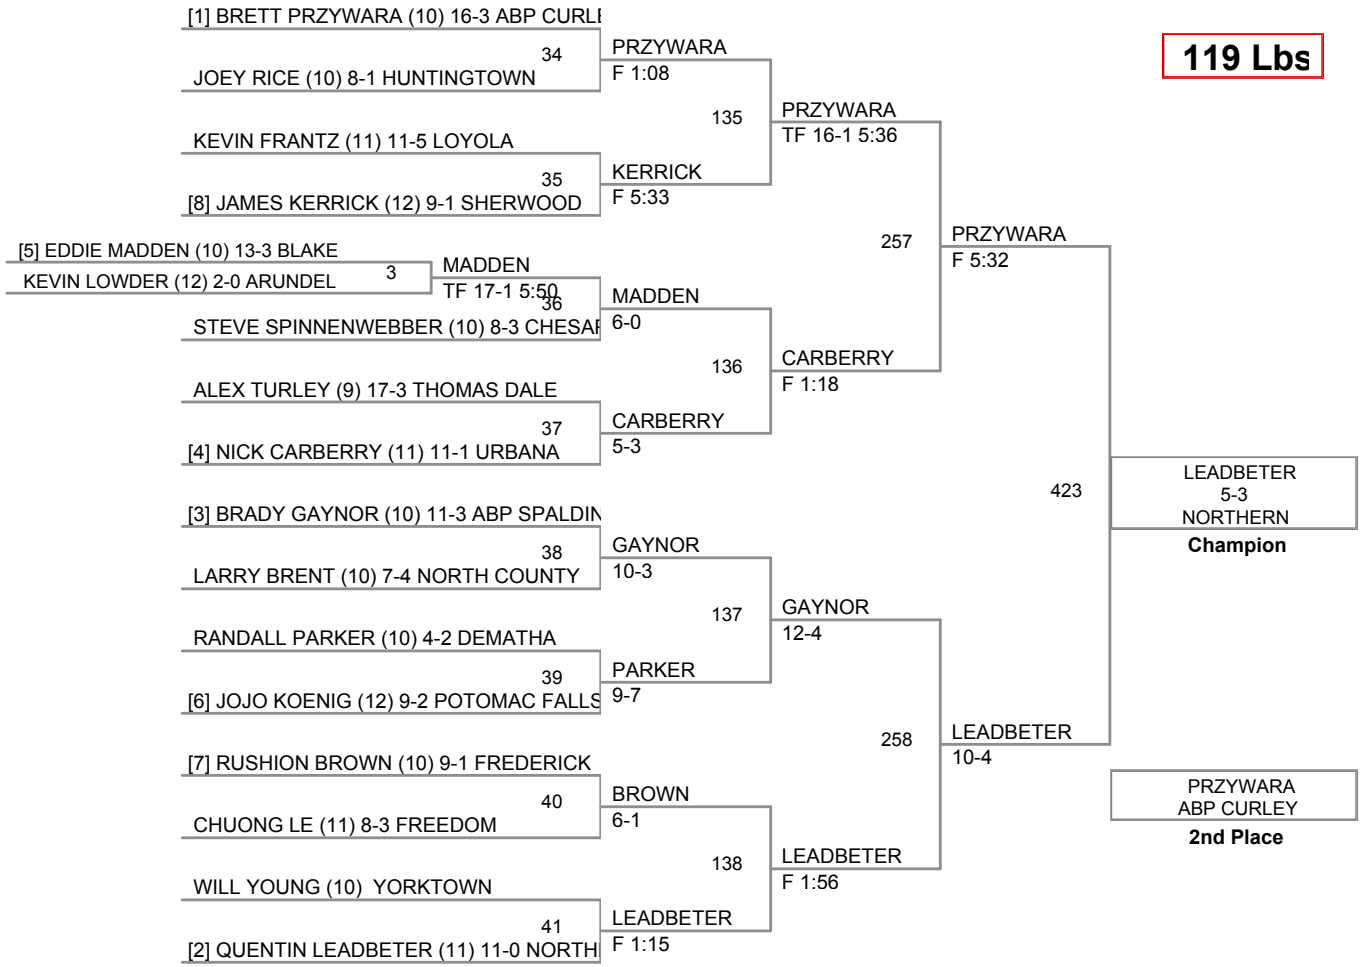 [1] BRETT PRZYWARA (10) 16-3 ABP CURLE
119 Lbs
34
PRZYWARA
F 1:08
JOEY RICE (10) 8-1 HUNTINGTOWN
135
PRZYWARA
TF 16-1 5:36
KEVIN FRANTZ (11) 11-5 LOYOLA
35
KERRICK
F 5:33
[8] JAMES KERRICK (12) 9-1 SHERWOOD
257
PRZYWARA
F 5:32
[5] EDDIE MADDEN (10) 13-3 BLAKE
3
MADDEN
TF 17-1 5:50
KEVIN LOWDER (12) 2-0 ARUNDEL
36
MADDEN
6-0
STEVE SPINNENWEBBER (10) 8-3 CHESAP
136
CARBERRY
F 1:18
ALEX TURLEY (9) 17-3 THOMAS DALE
37
CARBERRY
5-3
[4] NICK CARBERRY (11) 11-1 URBANA
423
LEADBETER
5-3
NORTHERN
Champion
[3] BRADY GAYNOR (10) 11-3 ABP SPALDIN
38
GAYNOR
10-3
LARRY BRENT (10) 7-4 NORTH COUNTY
137
GAYNOR
12-4
RANDALL PARKER (10) 4-2 DEMATHA
39
PARKER
9-7
[6] JOJO KOENIG (12) 9-2 POTOMAC FALLS
258
LEADBETER
10-4
[7] RUSHION BROWN (10) 9-1 FREDERICK
40
BROWN
6-1
CHUONG LE (11) 8-3 FREEDOM
PRZYWARA
ABP CURLEY
2nd Place
138
LEADBETER
F 1:56
WILL YOUNG (10) YORKTOWN
41
LEADBETER
F 1:15
[2] QUENTIN LEADBETER (11) 11-0 NORTH